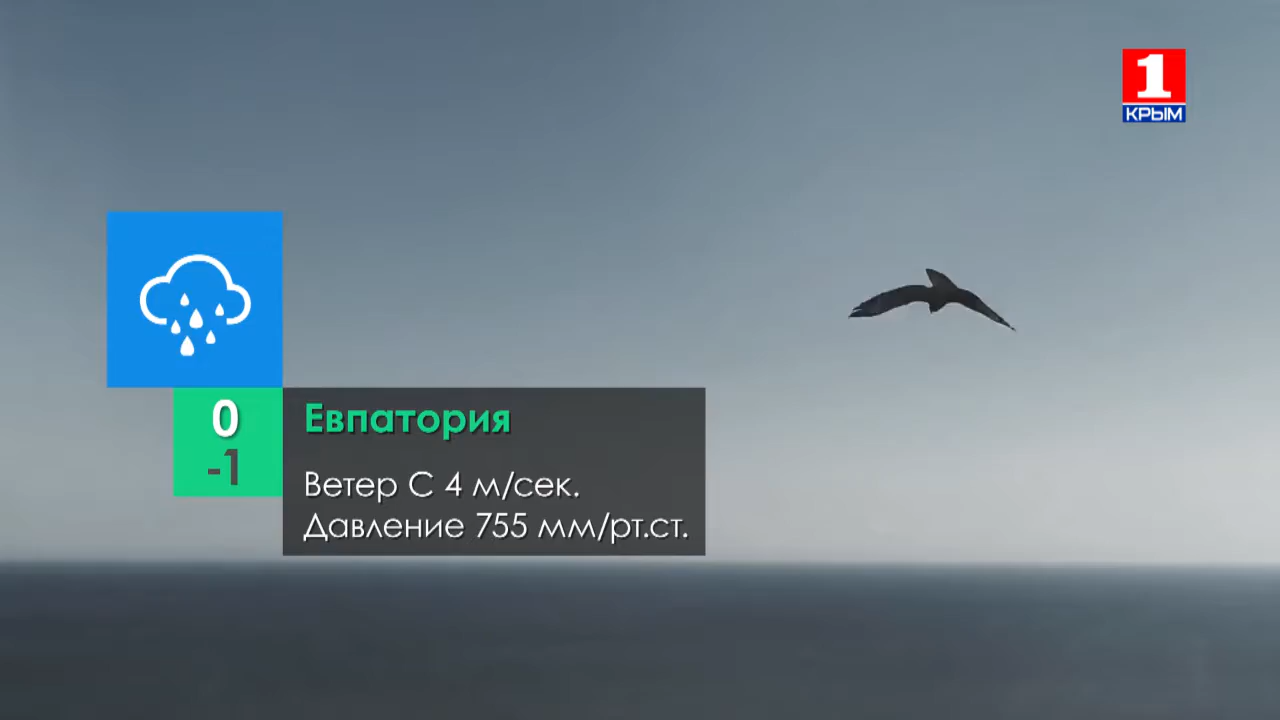 1
КРЫМ
0
-1
Евпатория
Ветер С 4 м/сек.
Давление 755 мм/рт.ст.